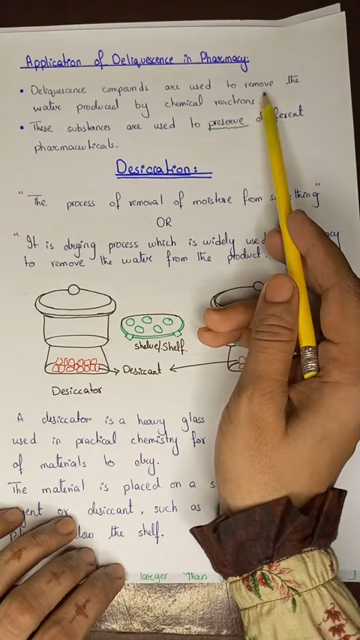 Application of Deliquescence in Pharmacy:
• Deliquescence compounds are used to remove the
water produced by chemical reactions
• These substances are used to preserve different
pharmaceuticals.
Desicration:
"The process of removal of moisture from something"
OR
"It is drying process which is widely used
to remove the water from the product.
shelve/shelf.
Desiccant
Desiccator
A desiccator is a heavy glass
used in practical chemistry for
of materials to dry.
The material is placed on a
or desiccant, such as
the shelf.
larger than